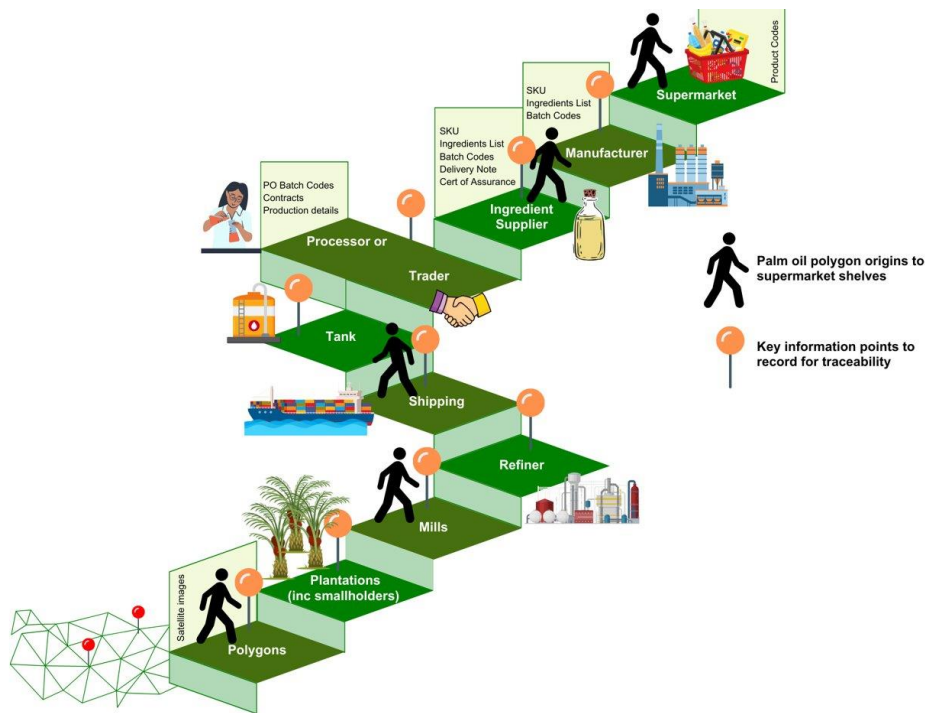 Product Codes
Supermarket
SKU
Ingredients List
Batch Codes
Manufacturer
SKU
Ingredients List
Batch Codes
Delivery Note
Cert of Assurance
Ingredient
Supplier
PO Batch Codes
Contracts
Production details
Processor or
Trader
Palm oil polygon origins to
supermarket shelves
Tank
Key information points to
record for traceability
Shipping
Refiner
Mills
Plantations
(inc smallholders)
Satellite images
Polygons